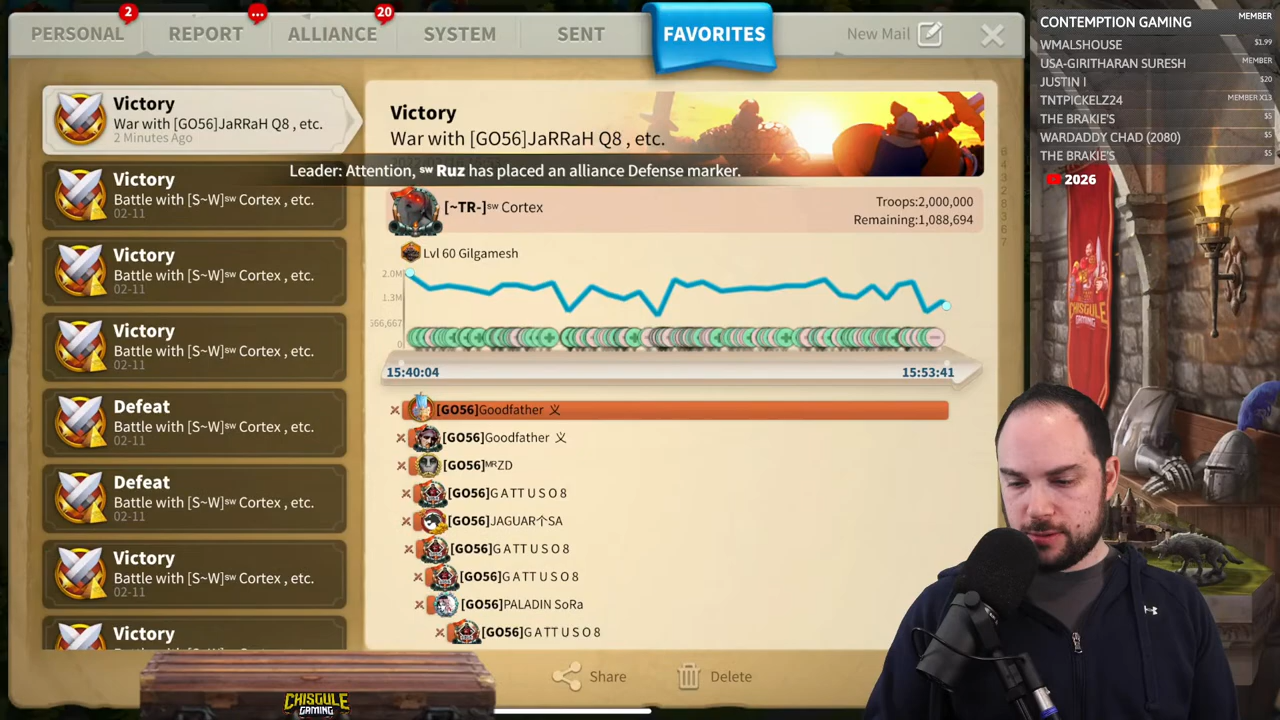 PERSONAL
2
REPORT
...
ALLIANCE
20
SYSTEM
SENT
FAVORITES
New Mail
Victory
War with [GO56]JaRRaH Q8 , etc.
2 Minutes Ago
Victory
Battle with [S~W]ˢᵂ Cortex , etc.
02-11
Victory
Battle with [S~W]ˢᵂ Cortex , etc.
02-11
Victory
Battle with [S~W]ˢᵂ Cortex , etc.
02-11
Defeat
Battle with [S~W]ˢᵂ Cortex , etc.
02-11
Defeat
Battle with [S~W]ˢᵂ Cortex , etc.
02-11
Victory
Battle with [S~W]ˢᵂ Cortex , etc.
02-11
Victory
Victory
War with [GO56]JaRRaH Q8 , etc.
Leader: Attention, ˢᵂ Ruz has placed an alliance Defense marker.
[~TR-]ˢᵂ Cortex
Troops:2,000,000
Remaining:1,088,694
Lvl 60 Gilgamesh
2.0M
1.3M
666,667
0
15:40:04
15:53:41
[GO56]Goodfather 义
[GO56]Goodfather 义
[GO56]ᴹᴿZD
[GO56]G A T T U S O 8
[GO56]JAGUAR个SA
[GO56]G A T T U S O 8
[GO56]G A T T U S O 8
[GO56]PALADIN SoRa
[GO56]G A T T U S O 8
Share
Delete
CHISGULE
GAMING
CONTEMPTION GAMING MEMBER
WMALSHOUSE $1.99
USA-GIRITHARAN SURESH MEMBER
JUSTIN I $20
TNTPICKELZ24 MEMBER X13
THE BRAKIE'S $5
WARDADDY CHAD (2080) $5
THE BRAKIE'S $5
2026
CHISGULE
GAMING